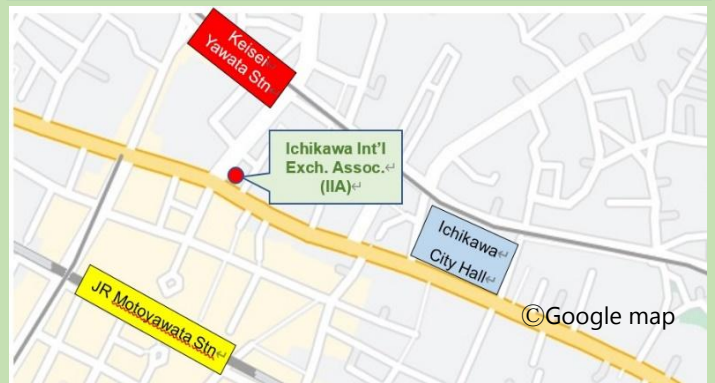 Keisei
Yawata Stn
Ichikawa Int'l
Exch. Assoc.
(IIA)
Ichikawa
City Hall
JR Motoyawata Stn
©Google map